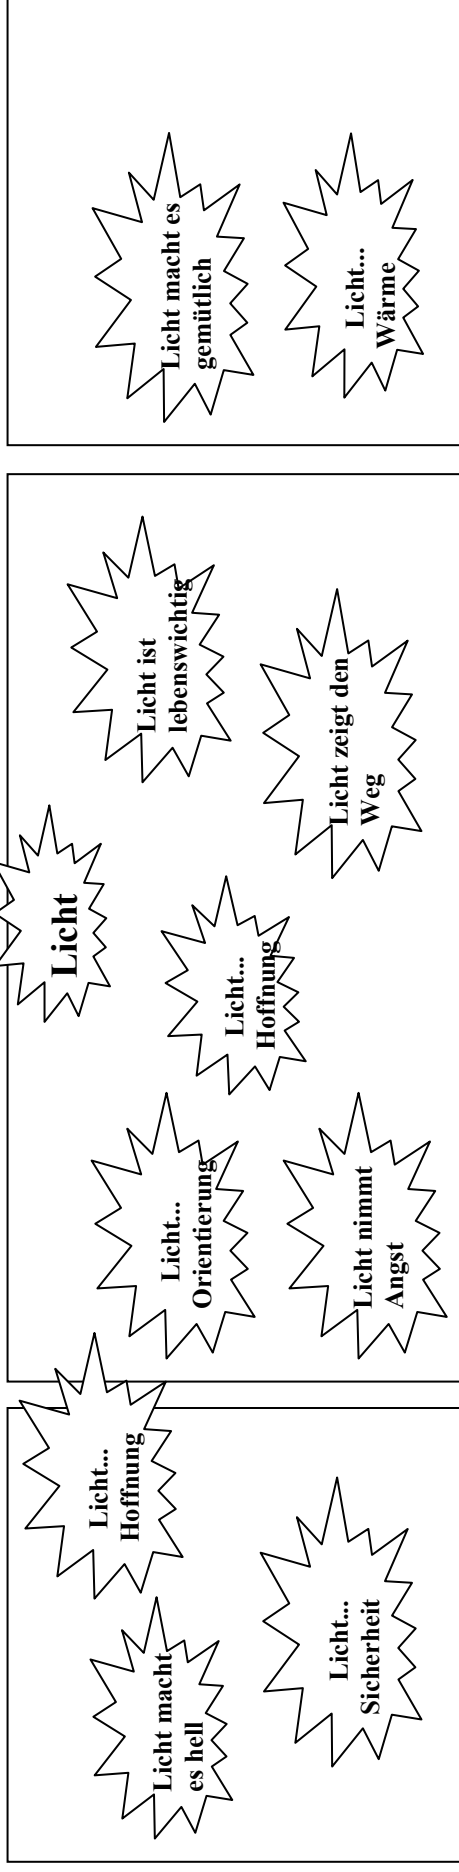 Licht...
Hoffnung
Licht macht
es hell
Licht...
Sicherheit
Licht
Licht...
Orientierung
Licht nimmt
Angst
Licht...
Hoffnung
Licht ist
lebenswichtig
Licht zeigt den
Weg
Licht macht es
gemütlich
Licht...
Wärme